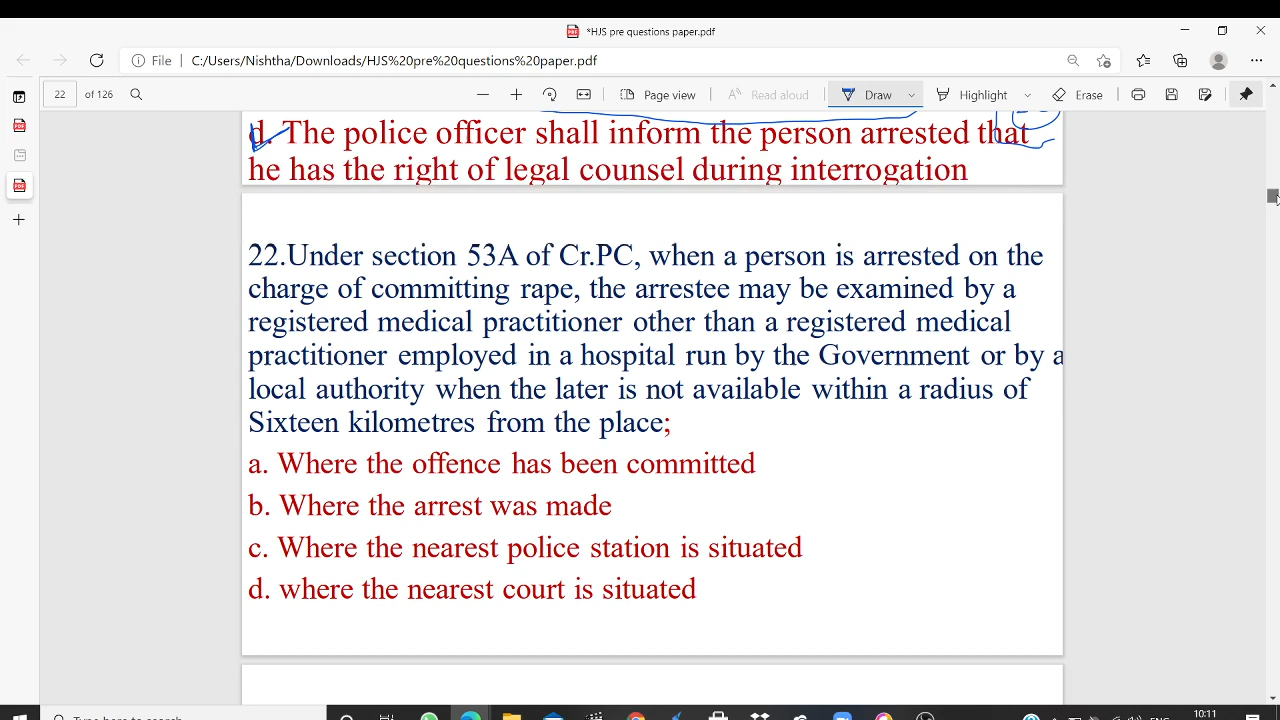 *HJS pre questions paper.pdf
File C:/Users/Nishtha/Downloads/HJS%20pre%20questions%20paper.pdf
22 of 126 Page view Read aloud Draw Highlight Erase
d. The police officer shall inform the person arrested that
he has the right of legal counsel during interrogation
22.Under section 53A of Cr.PC, when a person is arrested on the
charge of committing rape, the arrestee may be examined by a
registered medical practitioner other than a registered medical
practitioner employed in a hospital run by the Government or by a
local authority when the later is not available within a radius of
Sixteen kilometres from the place;
a. Where the offence has been committed
b. Where the arrest was made
c. Where the nearest police station is situated
d. where the nearest court is situated
Type here to search
ENG
10:11